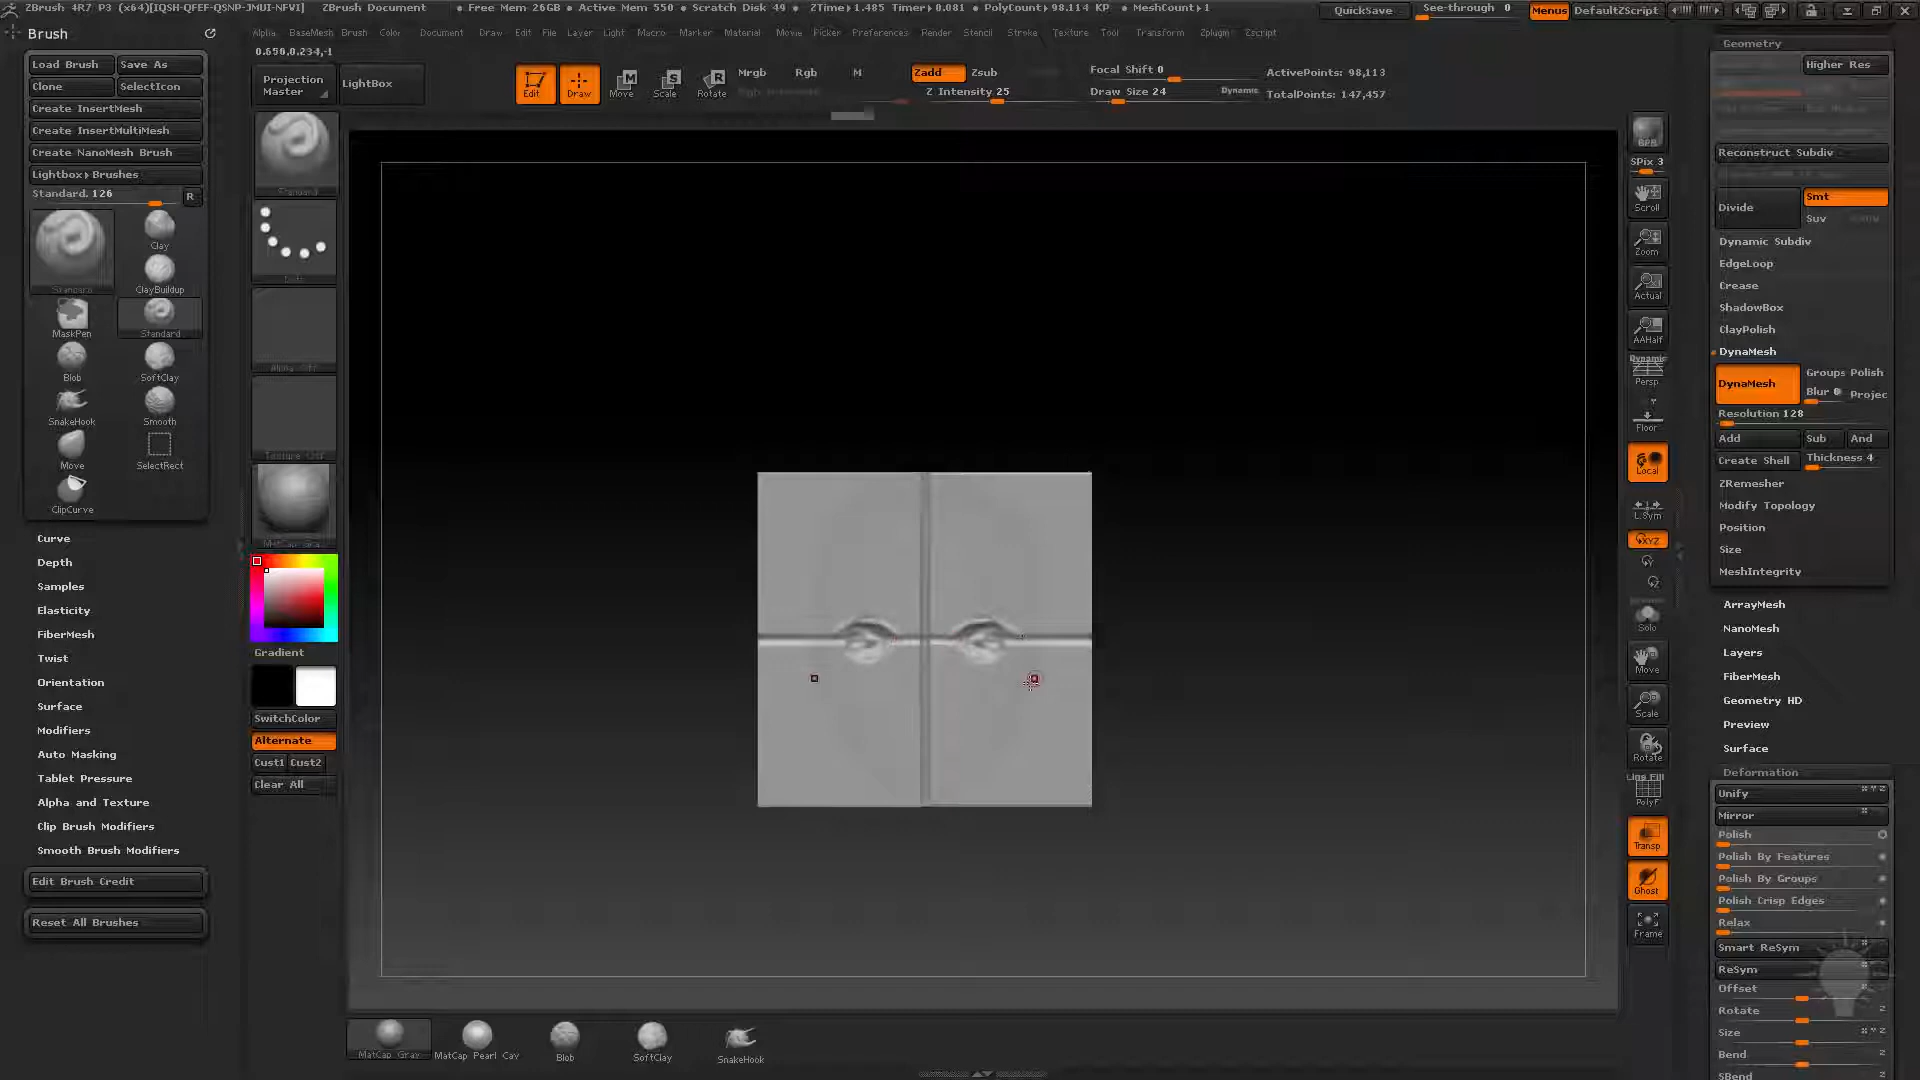 ZBrush 4R7 P3 (x64)[IQSH-QFEF-QSNP-JMUI-NFVI] ZBrush Document • Free Mem 26GB • Active Mem 550 • Scratch Disk 49 • ZTime▸1.485 Timer▸0.081 • PolyCount▸98.114 KP • MeshCount▸1 QuickSave See-through 0 Menus DefaultZScript
Brush
Alpha BaseMesh Brush Color Document Draw Edit File Layer Light Macro Marker Material Movie Picker Preferences Render Stencil Stroke Texture Tool Transform Zplugin Zscript
Load Brush Save As
Clone SelectIcon
Create InsertMesh
Create InsertMultiMesh
Create NanoMesh Brush
Lightbox▸Brushes
Standard. 126 R
Standard
Clay
ClayBuildup
MaskPen Standard
Blob SoftClay
SnakeHook Smooth
Move SelectRect
ClipCurve
Curve
Depth
Samples
Elasticity
FiberMesh
Twist
Orientation
Surface
Modifiers
Auto Masking
Tablet Pressure
Alpha and Texture
Clip Brush Modifiers
Smooth Brush Modifiers
Edit Brush Credit
Reset All Brushes
Projection
Master
LightBox
Edit Draw Move Scale Rotate
M S R
Mrgb Rgb M
Zadd Zsub
Z Intensity 25
Focal Shift 0
Draw Size 24 Dynamic
ActivePoints: 98,113
TotalPoints: 147,457
Standard
Gradient
SwitchColor
Alternate
Cust1 Cust2
Clear All
BPR
SPix 3
Scroll
Zoom
Actual
AAHalf
Dynamic
Persp
Floor
Local
L.Sym
XYZ
Solo
Move
Scale
Rotate
Line Fill
PolyF
Transp
Ghost
Frame
Geometry
Higher Res
Reconstruct Subdiv
Divide Smt
Suv
Dynamic Subdiv
EdgeLoop
Crease
ShadowBox
ClayPolish
DynaMesh
DynaMesh Groups Polish
Blur Projec
Resolution 128
Add Sub And
Create Shell Thickness 4
ZRemesher
Modify Topology
Position
Size
MeshIntegrity
ArrayMesh
NanoMesh
Layers
FiberMesh
Geometry HD
Preview
Surface
Deformation
Unify
Mirror
Polish
Polish By Features
Polish By Groups
Polish Crisp Edges
Relax
Smart ReSym
ReSym
Offset
Rotate
Size
Bend
SBend
MatCap Gray MatCap Pearl Cav Blob SoftClay SnakeHook